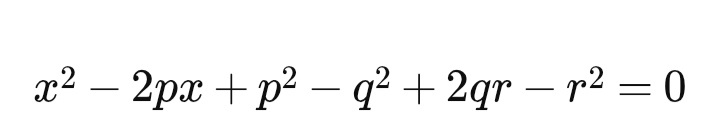 x² − 2px + p² − q² + 2qr − r² = 0